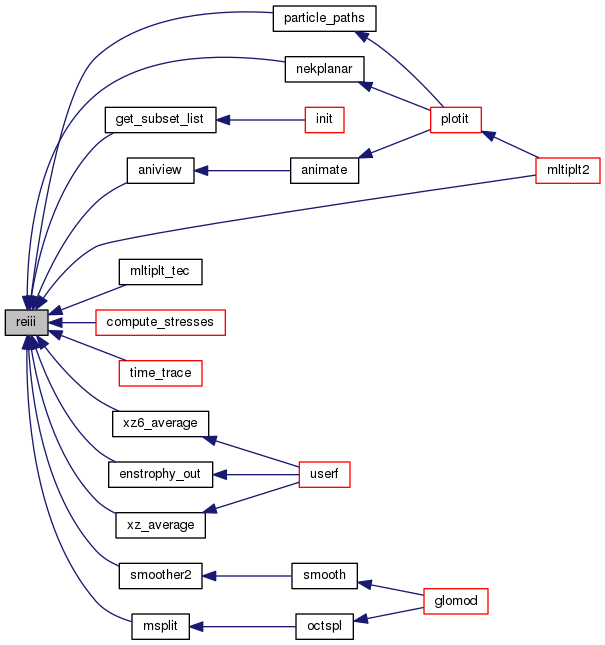 particle_paths
nekplanar
get_subset_list
init
plotit
aniview
animate
mltiplt2
mltiplt_tec
reiii
compute_stresses
time_trace
xz6_average
enstrophy_out
userf
xz_average
smoother2
smooth
glomod
msplit
octspl